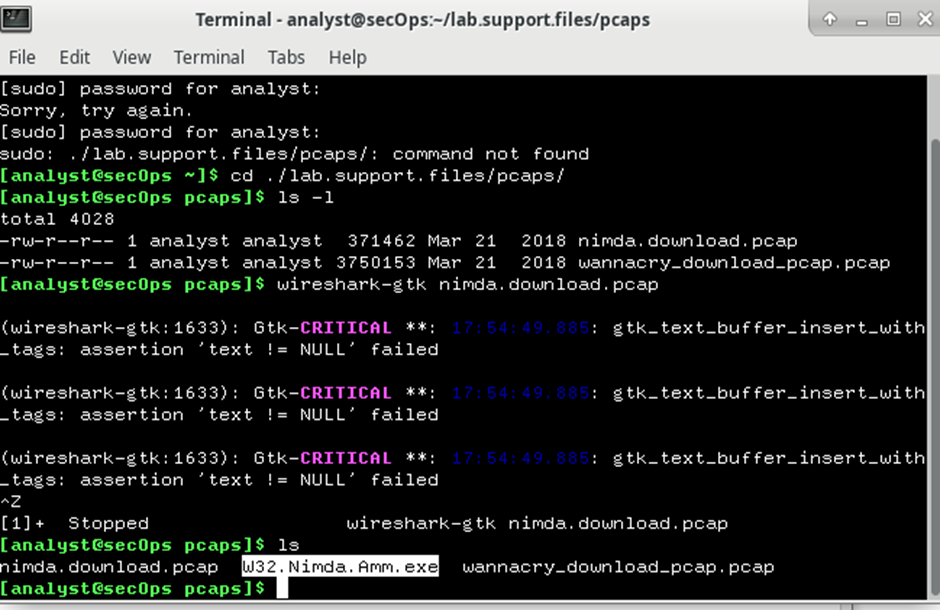 Terminal - analyst@secOps:~/lab.support.files/pcaps
File Edit View Terminal Tabs Help
[sudo] password for analyst:
Sorry, try again.
[sudo] password for analyst:
sudo: ./lab.support.files/pcaps/: command not found
[analyst@secOps ~]$ cd ./lab.support.files/pcaps/
[analyst@secOps pcaps]$ ls -l
total 4028
-rw-r--r-- 1 analyst analyst  371462 Mar 21  2018 nimda.download.pcap
-rw-r--r-- 1 analyst analyst 3750153 Mar 21  2018 wannacry_download_pcap.pcap
[analyst@secOps pcaps]$ wireshark-gtk nimda.download.pcap
(wireshark-gtk:1633): Gtk-CRITICAL **: 17:54:49.885: gtk_text_buffer_insert_with
_tags: assertion 'text != NULL' failed
(wireshark-gtk:1633): Gtk-CRITICAL **: 17:54:49.885: gtk_text_buffer_insert_with
_tags: assertion 'text != NULL' failed
(wireshark-gtk:1633): Gtk-CRITICAL **: 17:54:49.885: gtk_text_buffer_insert_with
_tags: assertion 'text != NULL' failed
^Z
[1]+  Stopped                 wireshark-gtk nimda.download.pcap
[analyst@secOps pcaps]$ ls
nimda.download.pcap  W32.Nimda.Amm.exe  wannacry_download_pcap.pcap
[analyst@secOps pcaps]$